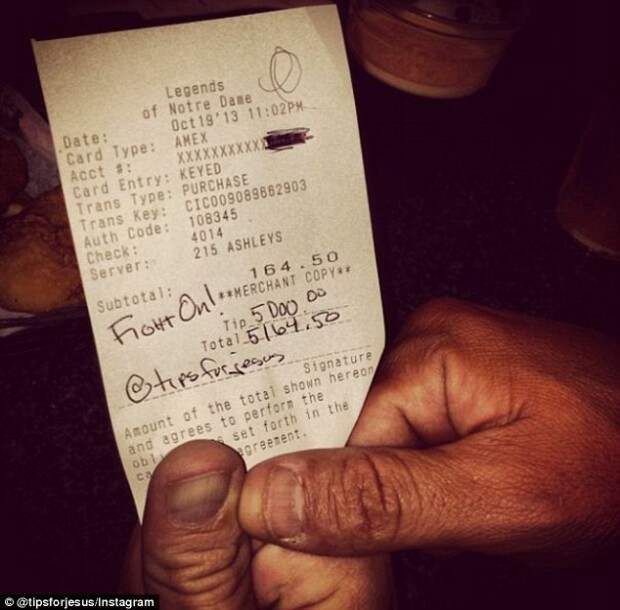 Legends
of Notre Dame
Date: Oct19'13 11:02PM
Card Type: AMEX
Acct #: XXXXXXXXXXX
Card Entry: KEYED
Trans Type: PURCHASE
Trans Key: CIC009089662903
Auth Code: 108345
Check: 4014
Server: 215 ASHLEYS
Subtotal: 164.50
Fight On! **MERCHANT COPY**
Tip 5000.00
Total 5164.50
@tipsforjesus
Signature
Amount of the total shown hereon
and agrees to perform the
set forth in the
agreement.
© @tipsforjesus/Instagram